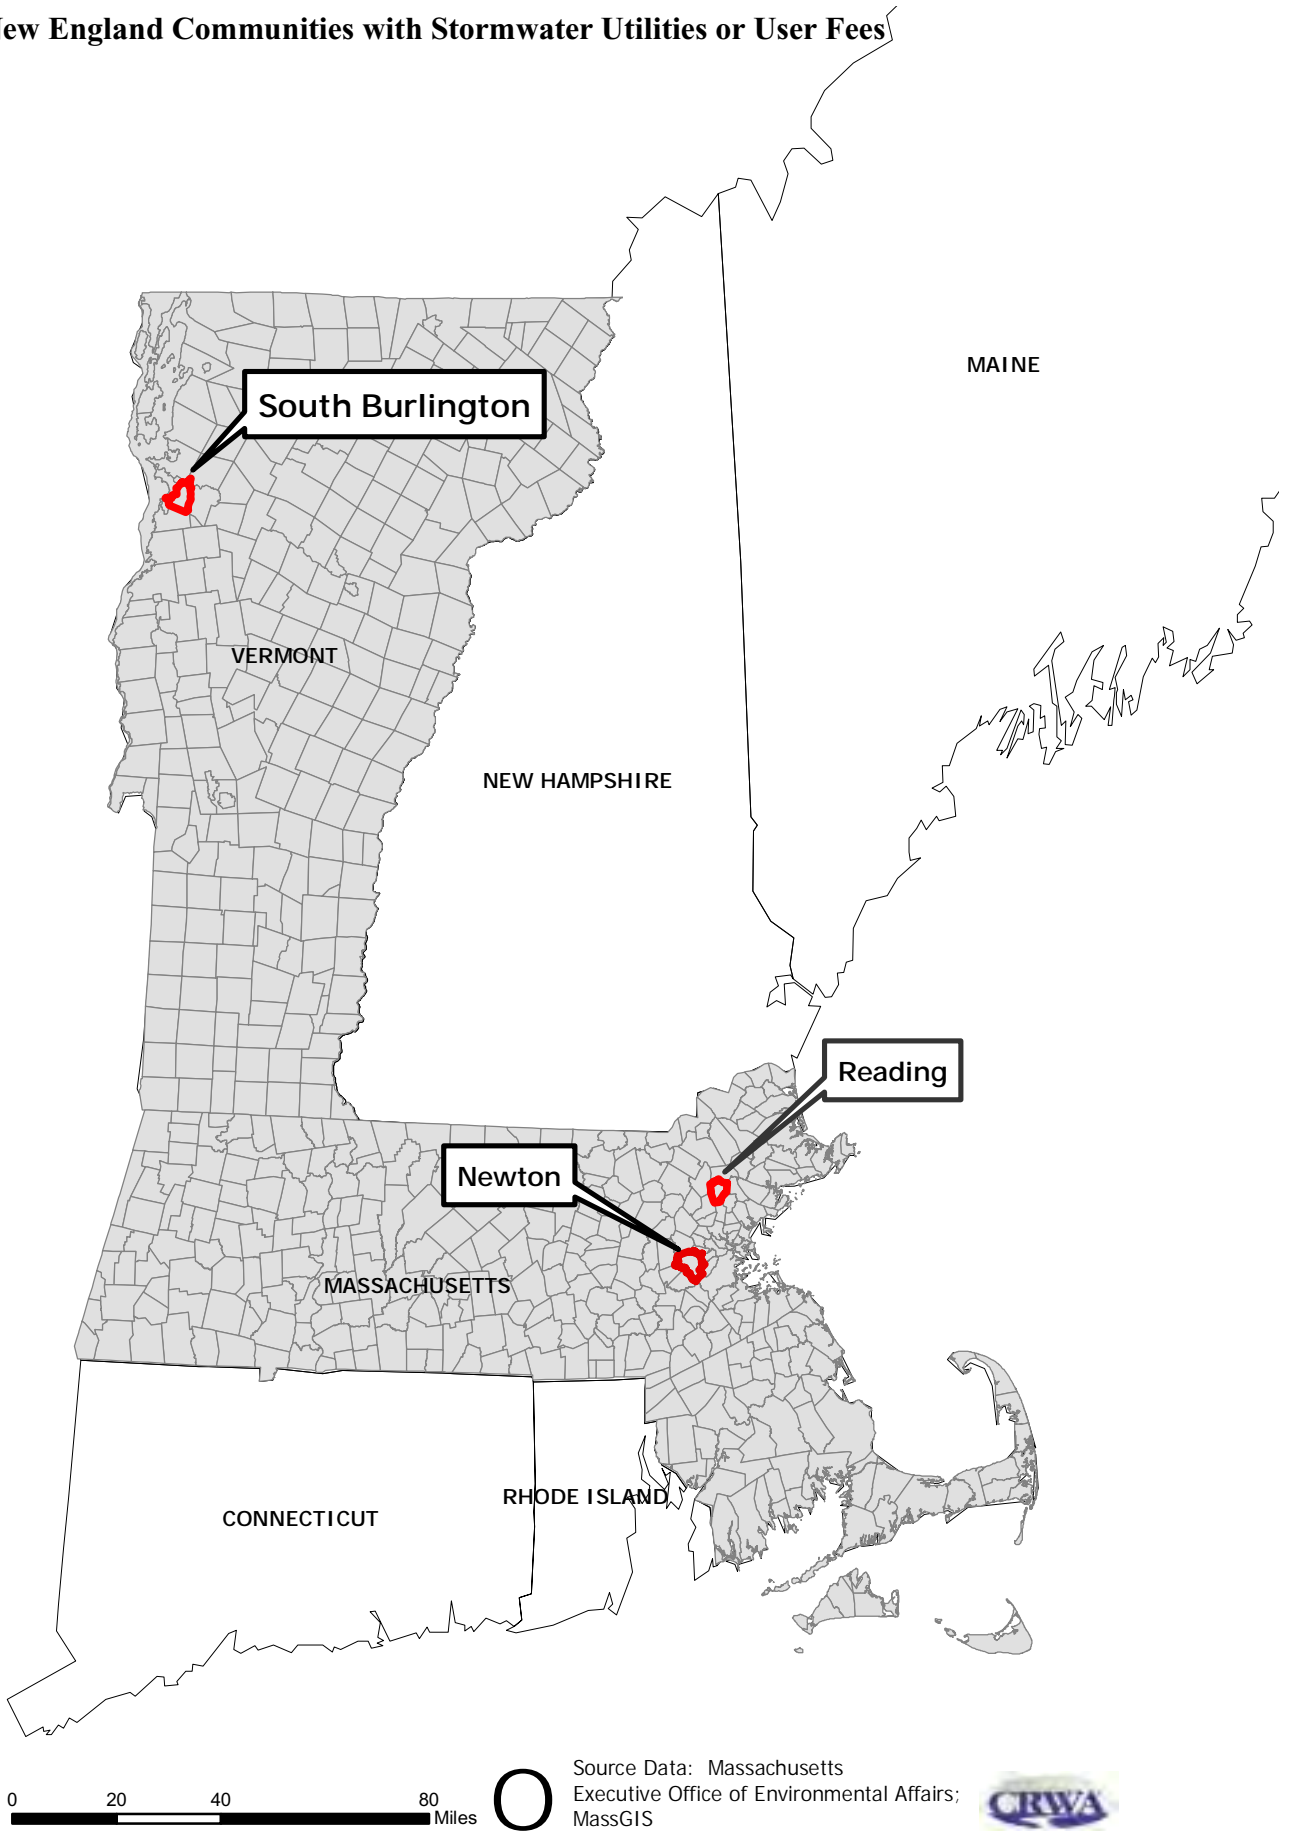 New England Communities with Stormwater Utilities or User Fees
MAINE
South Burlington
VERMONT
NEW HAMPSHIRE
Reading
Newton
MASSACHUSETTS
RHODE ISLAND
CONNECTICUT
Source Data: Massachusetts
Executive Office of Environmental Affairs;
MassGIS
0 20 40 80
Miles
O
CRWA